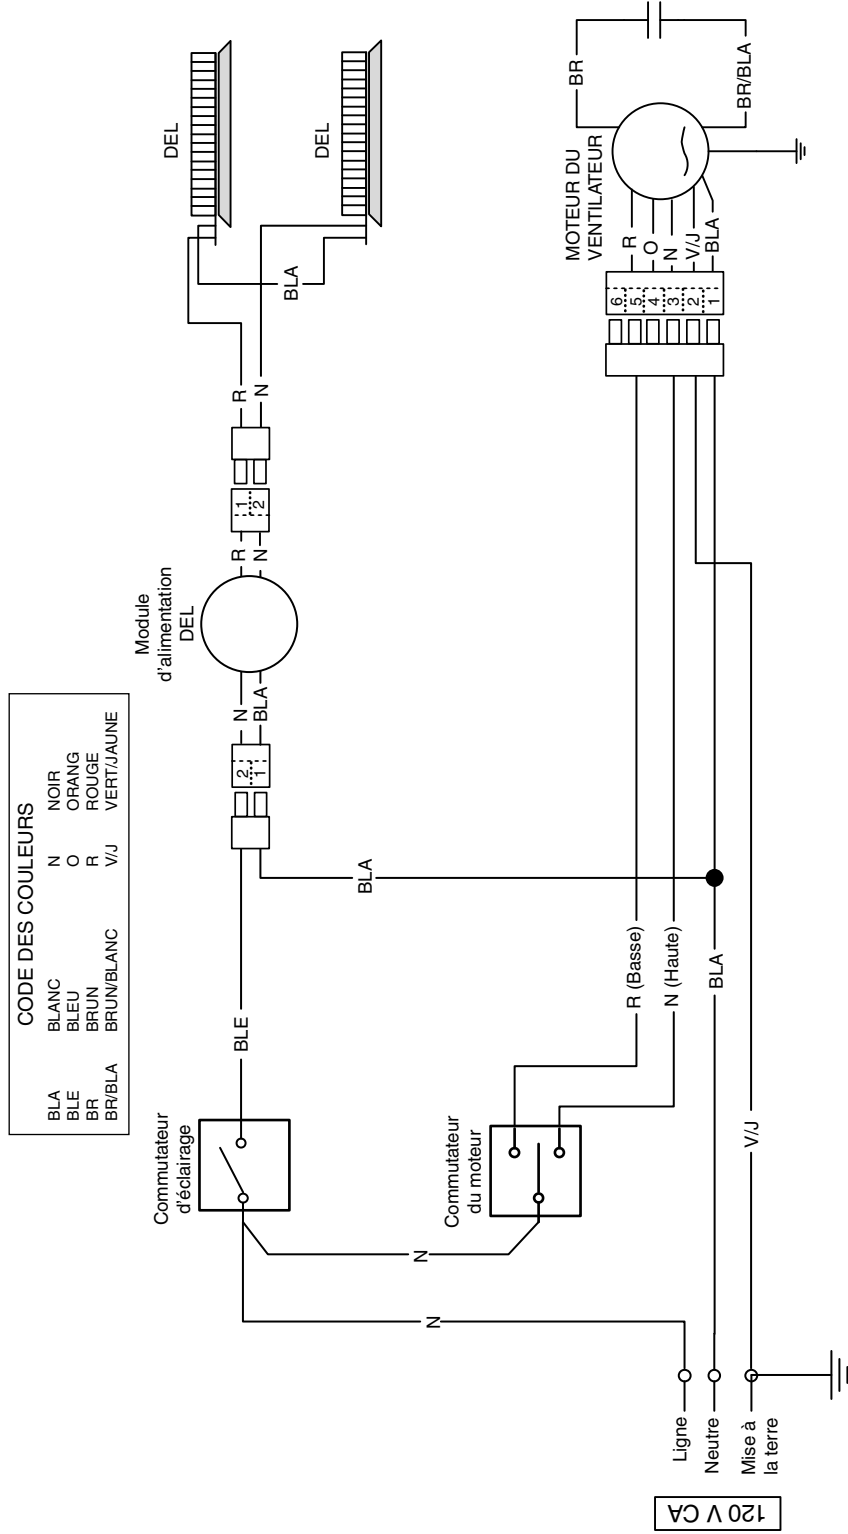 CODE DES COULEURS
BLA BLANC N NOIR
BLE BLEU O ORANG
BR BRUN R ROUGE
BR/BLA BRUN/BLANC V/J VERT/JAUNE
120 V CA
Ligne
Neutre
Mise à
la terre
N
N
Commutateur
d'éclairage
Commutateur
du moteur
BLE
BLA
R (Basse)
N (Haute)
BLA
V/J
2
1
N
BLA
Module
d'alimentation
DEL
R
N
1
2
R
N
BLA
DEL
DEL
6
5
4
3
2
1
R
O
N
V/J
BLA
MOTEUR DU
VENTILATEUR
BR
BR/BLA